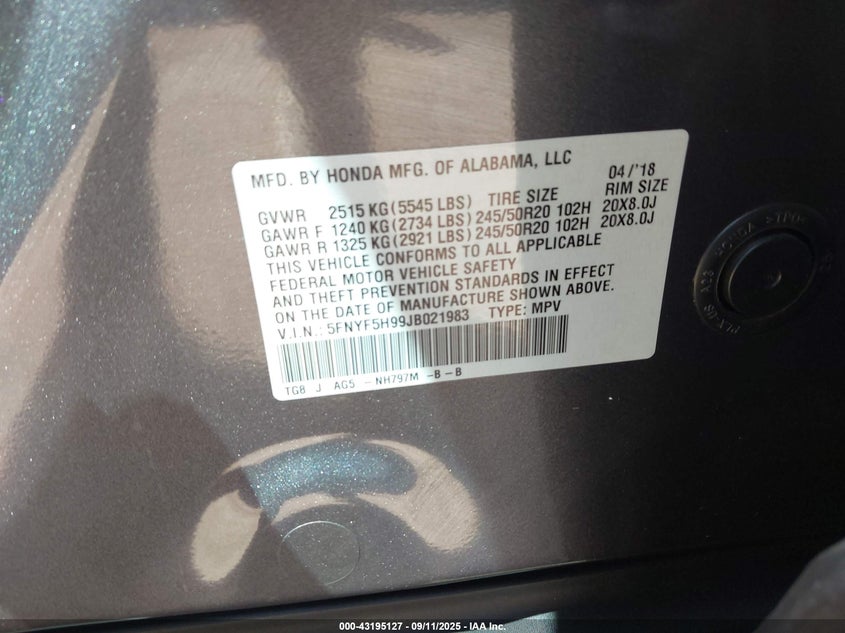 MFD. BY HONDA MFG. OF ALABAMA, LLC 04/'18
GVWR 2515 KG (5545 LBS) TIRE SIZE RIM SIZE
GAWR F 1240 KG (2734 LBS) 245/50R20 102H 20X8.0J
GAWR R 1325 KG (2921 LBS) 245/50R20 102H 20X8.0J
THIS VEHICLE CONFORMS TO ALL APPLICABLE
FEDERAL MOTOR VEHICLE SAFETY
AND THEFT PREVENTION STANDARDS IN EFFECT
ON THE DATE OF MANUFACTURE SHOWN ABOVE.
V.I.N.: 5FNYF5H99JB021983 TYPE: MPV
TG8 J AG5 -NH797M -B-B
HONDA >TPO<
000-43195127 - 09/11/2025 - IAA Inc.